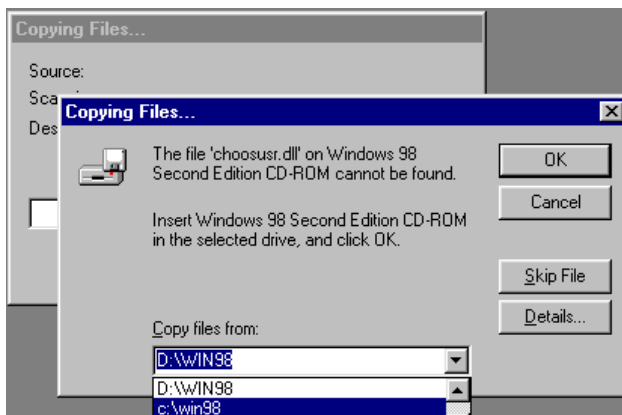 Copying Files...
Source:
Copying Files...
The file 'choosusr.dll' on Windows 98
Second Edition CD-ROM cannot be found.
Insert Windows 98 Second Edition CD-ROM
in the selected drive, and click OK.
OK
Cancel
Skip File
Details...
Copy files from:
D:\WIN98
D:\WIN98
c:\win98